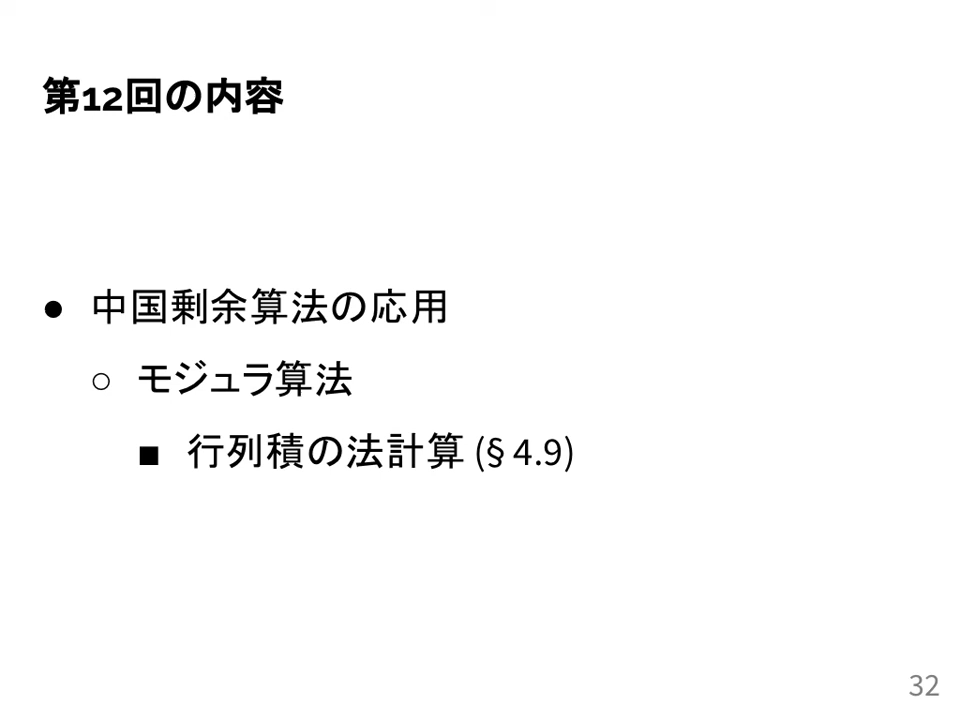 第12回の内容
● 中国剰余算法の応用
○ モジュラ算法
■ 行列積の法計算 (§ 4.9)
32